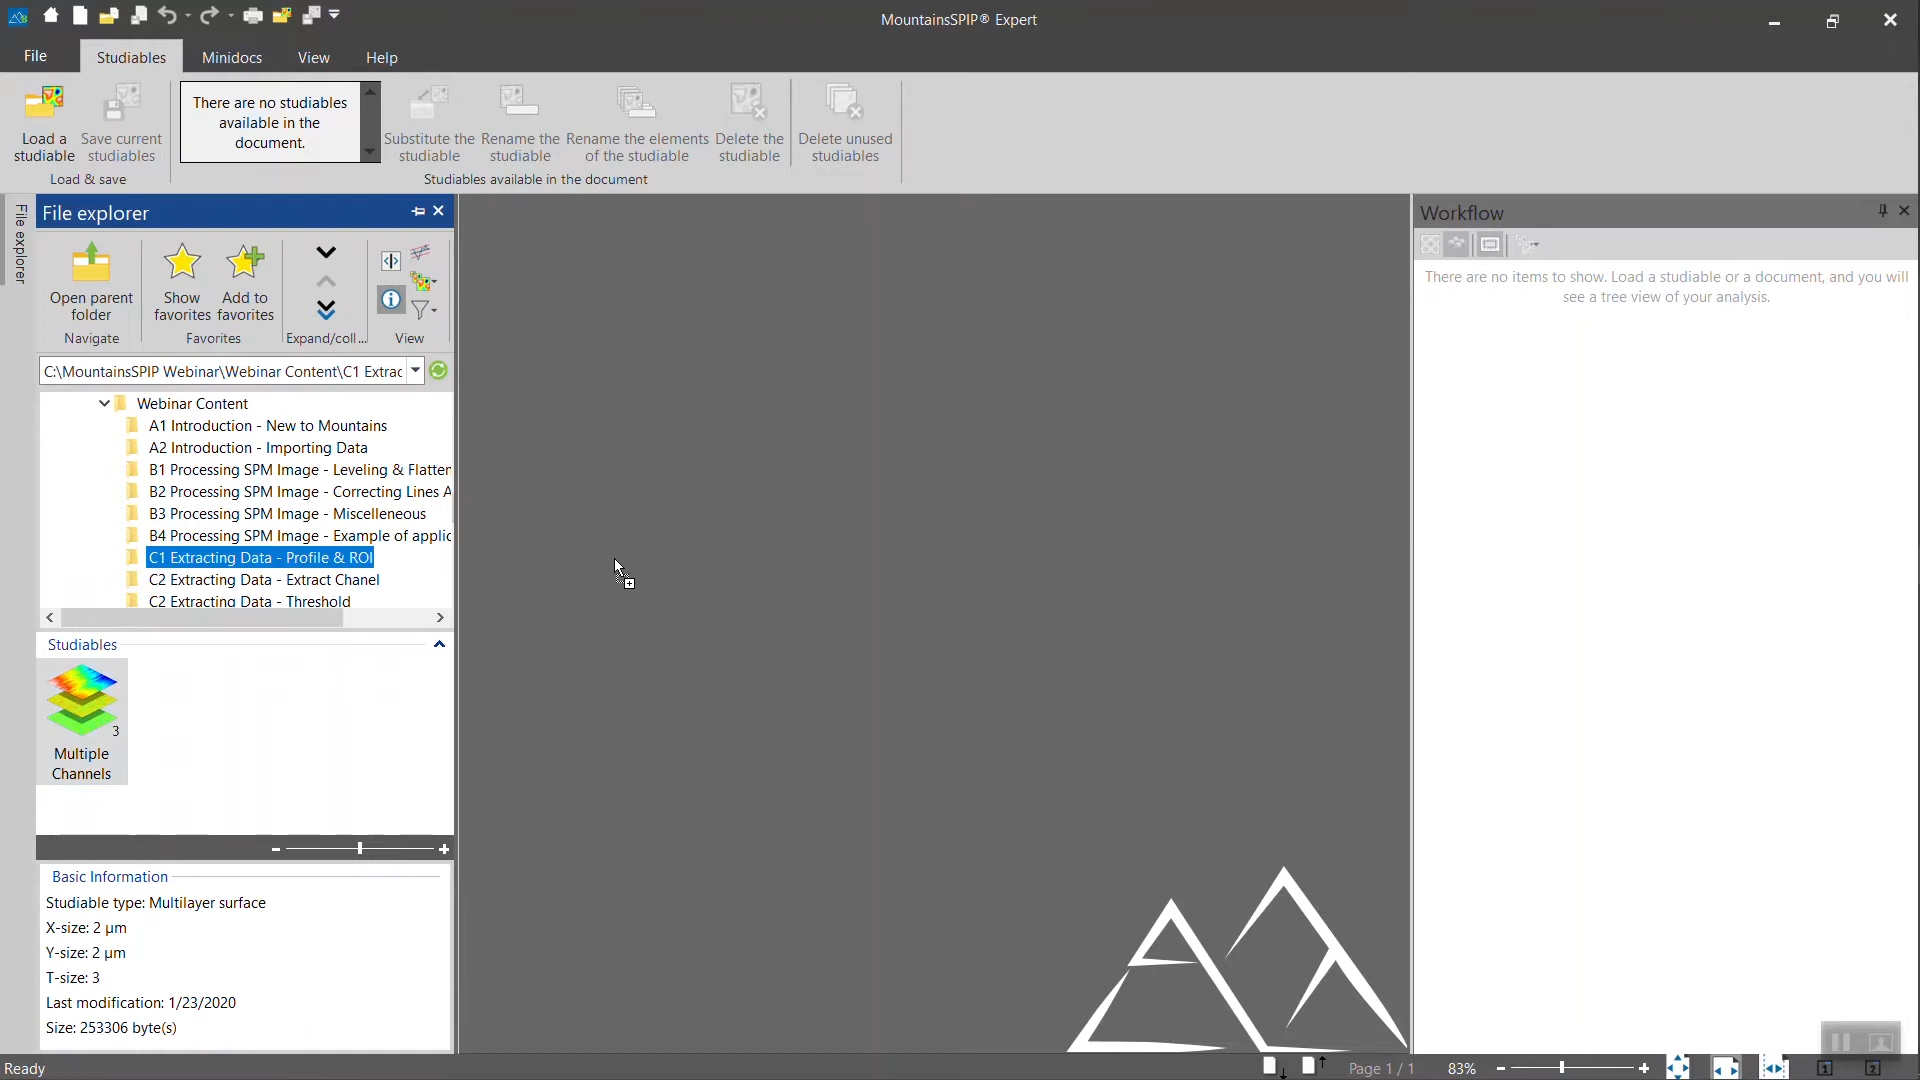 MountainsSPIP® Expert
File
Studiables
Minidocs
View
Help
There are no studiables
available in the
document.
Load a
studiable
Save current
studiables
Substitute the
studiable
Rename the
studiable
Rename the elements
of the studiable
Delete the
studiable
Delete unused
studiables
Load & save
Studiables available in the document
File explorer
File explorer
Open parent
folder
Show
favorites
Add to
favorites
Navigate
Favorites
Expand/coll...
View
C:\MountainsSPIP Webinar\Webinar Content\C1 Extrac
Webinar Content
A1 Introduction - New to Mountains
A2 Introduction - Importing Data
B1 Processing SPM Image - Leveling & Flatten
B2 Processing SPM Image - Correcting Lines A
B3 Processing SPM Image - Miscelleneous
B4 Processing SPM Image - Example of applic
C1 Extracting Data - Profile & ROI
C2 Extracting Data - Extract Chanel
C2 Extracting Data - Threshold
Studiables
3
Multiple
Channels
Basic Information
Studiable type: Multilayer surface
X-size: 2 µm
Y-size: 2 µm
T-size: 3
Last modification: 1/23/2020
Size: 253306 byte(s)
Workflow
There are no items to show. Load a studiable or a document, and you will
see a tree view of your analysis.
Ready
Page 1 / 1
83%
1
2